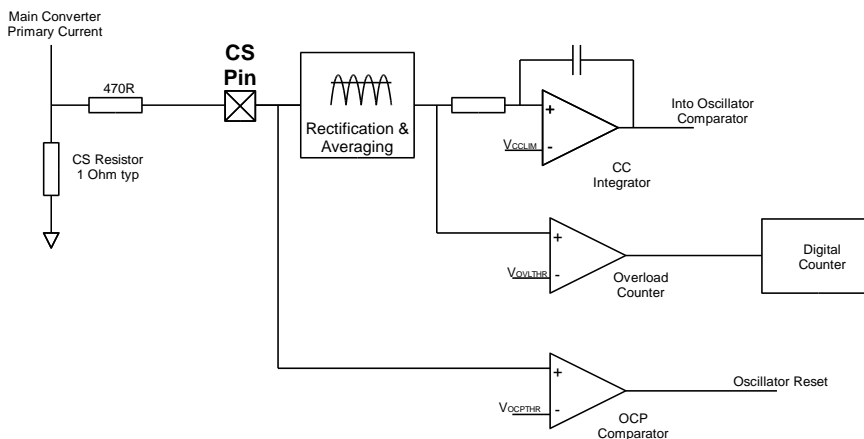 Main Converter
Primary Current
CS
Pin
470R
CS Resistor
1 Ohm typ
Rectification &
Averaging
+
VCCLIM
-
CC
Integrator
Into Oscillator
Comparator
+
VOVLTHR
-
Overload
Counter
Digital
Counter
+
VOCPTHR
-
OCP
Comparator
Oscillator Reset